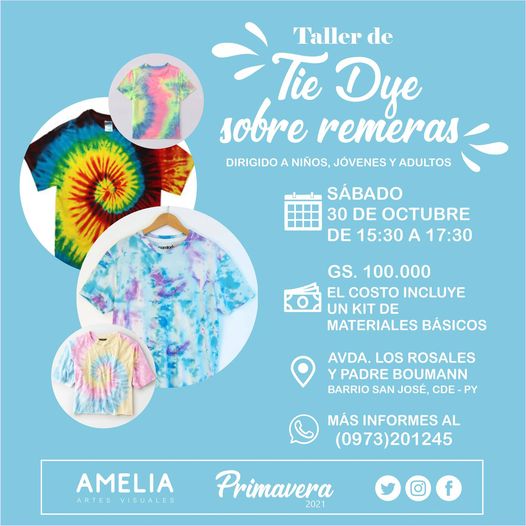 Taller de
Tie Dye
sobre remeras
DIRIGIDO A NIÑOS, JÓVENES Y ADULTOS
SÁBADO
30 DE OCTUBRE
DE 15:30 A 17:30
GS. 100.000
EL COSTO INCLUYE
UN KIT DE
MATERIALES BÁSICOS
AVDA. LOS ROSALES
Y PADRE BOUMANN
BARRIO SAN JOSÉ, CDE - PY
MÁS INFORMES AL
(0973)201245
AMELIA
ARTES VISUALES
Primavera
2021